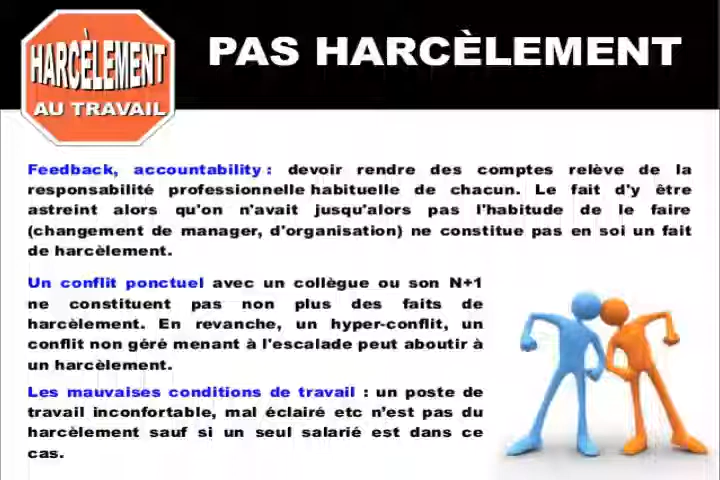 HARCÈLEMENT
AU TRAVAIL
PAS HARCÈLEMENT
Feedback, accountability : devoir rendre des comptes relève de la
responsabilité professionnelle habituelle de chacun. Le fait d'y être
astreint alors qu'on n'avait jusqu'alors pas l'habitude de le faire
(changement de manager, d'organisation) ne constitue pas en soi un fait
de harcèlement.
Un conflit ponctuel avec un collègue ou son N+1
ne constituent pas non plus des faits de
harcèlement. En revanche, un hyper-conflit, un
conflit non géré menant à l'escalade peut aboutir à
un harcèlement.
Les mauvaises conditions de travail : un poste de
travail inconfortable, mal éclairé etc n'est pas du
harcèlement sauf si un seul salarié est dans ce
cas.